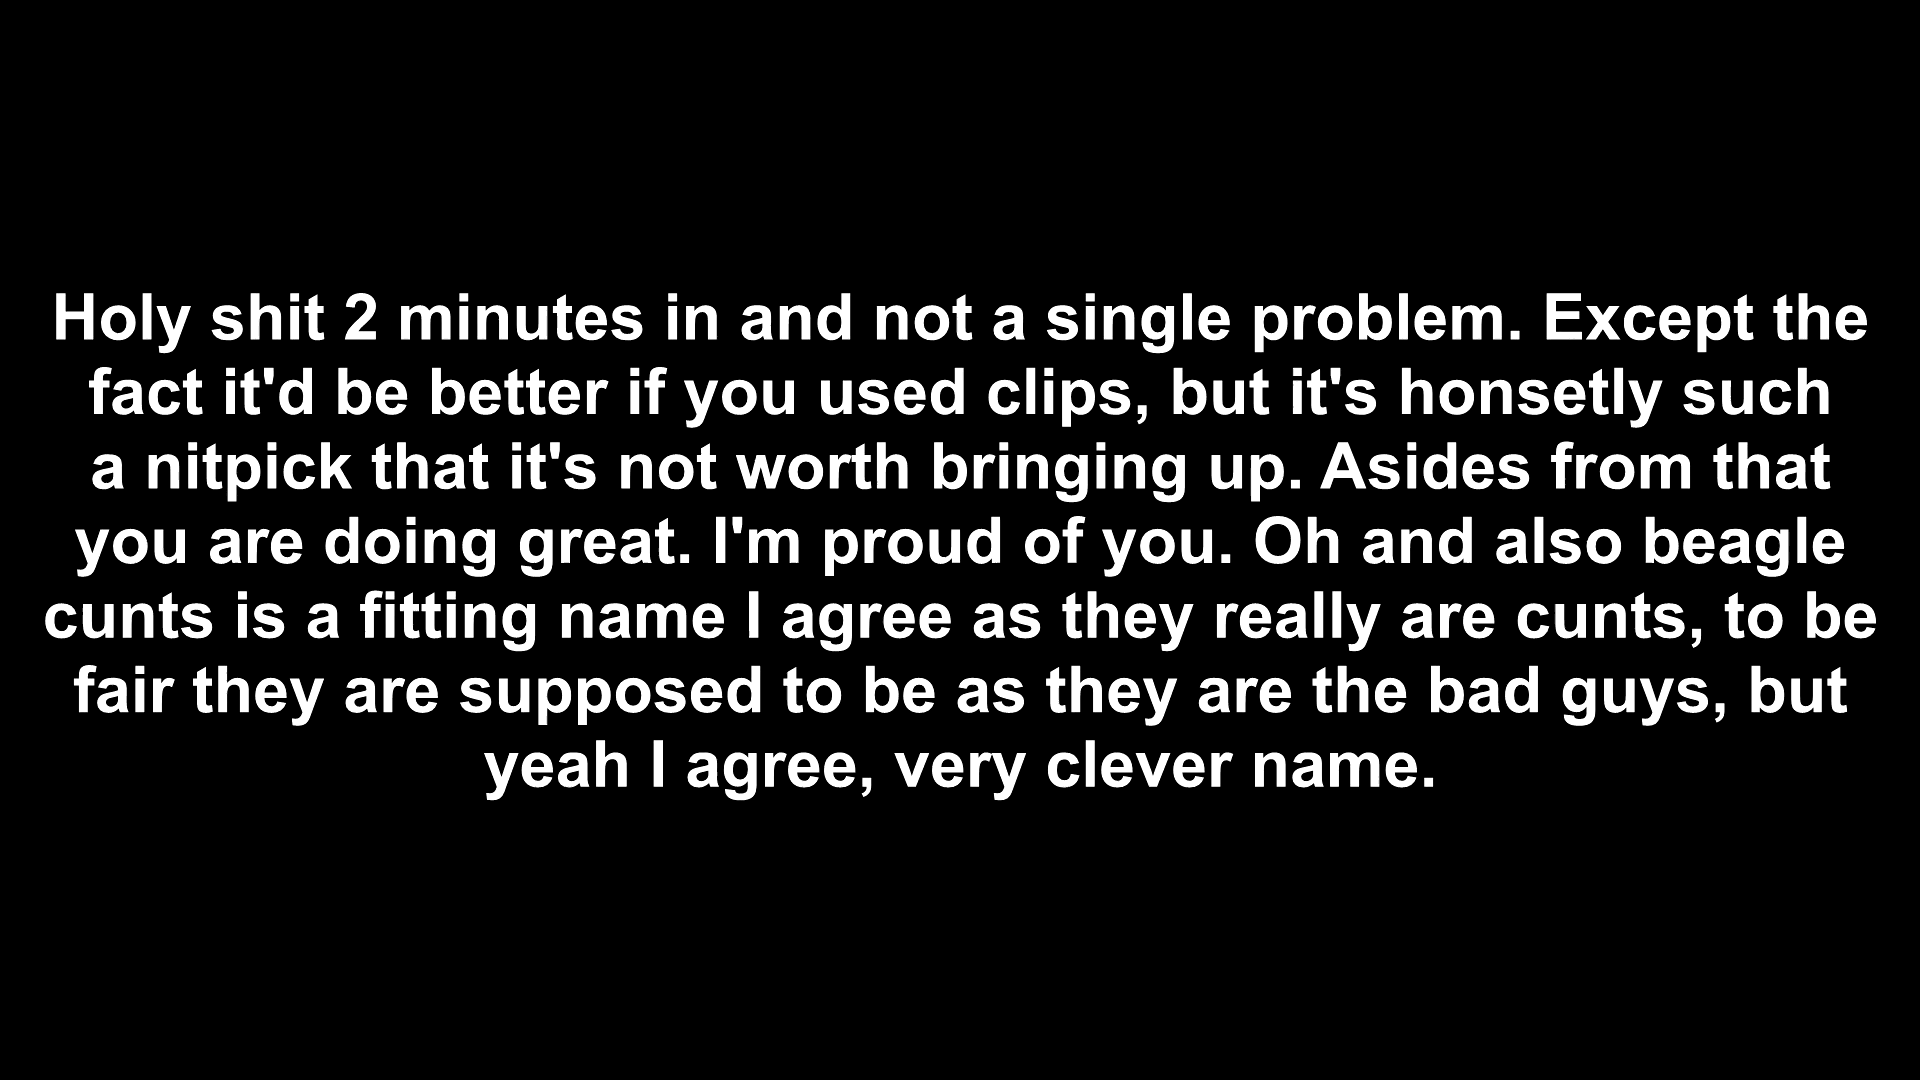 Holy shit 2 minutes in and not a single problem. Except the
fact it'd be better if you used clips, but it's honsetly such
a nitpick that it's not worth bringing up. Asides from that
you are doing great. I'm proud of you. Oh and also beagle
cunts is a fitting name I agree as they really are cunts, to be
fair they are supposed to be as they are the bad guys, but
yeah I agree, very clever name.